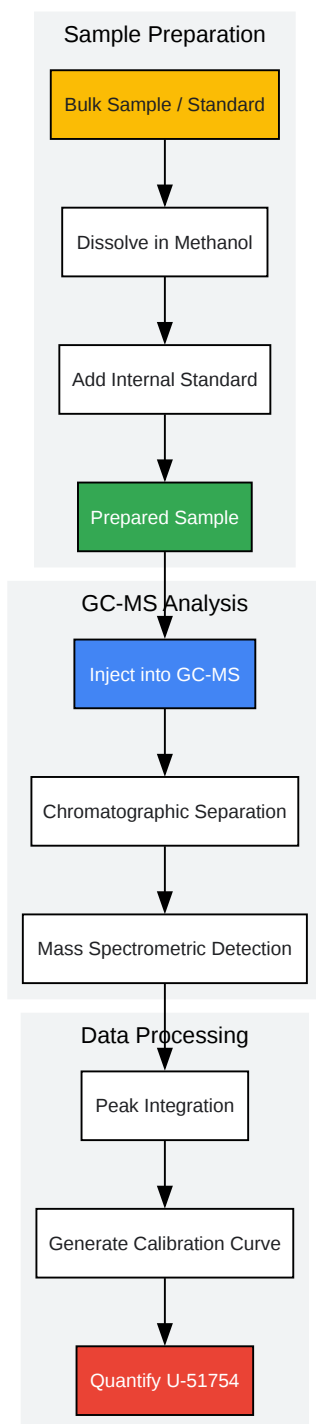 Sample Preparation
Bulk Sample / Standard
Dissolve in Methanol
Add Internal Standard
Prepared Sample
GC-MS Analysis
Inject into GC-MS
Chromatographic Separation
Mass Spectrometric Detection
Data Processing
Peak Integration
Generate Calibration Curve
Quantify U-51754